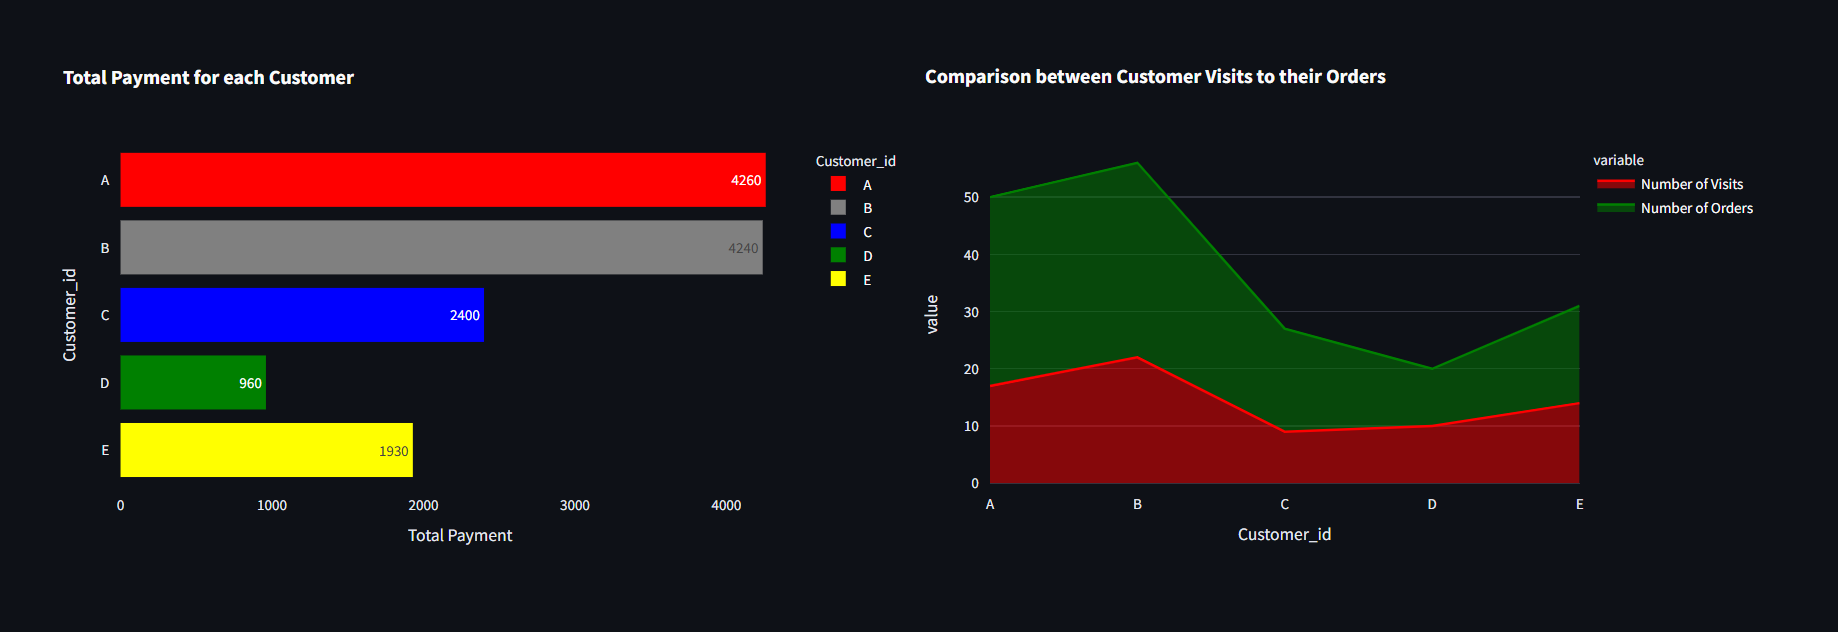 Total Payment for each Customer
Customer_id
A
B
C
D
E
4260
4240
2400
960
1930
0 1000 2000 3000 4000
Total Payment
Customer_id
A
B
C
D
E
Comparison between Customer Visits to their Orders
value
50
40
30
20
10
0
A B C D E
Customer_id
variable
Number of Visits
Number of Orders